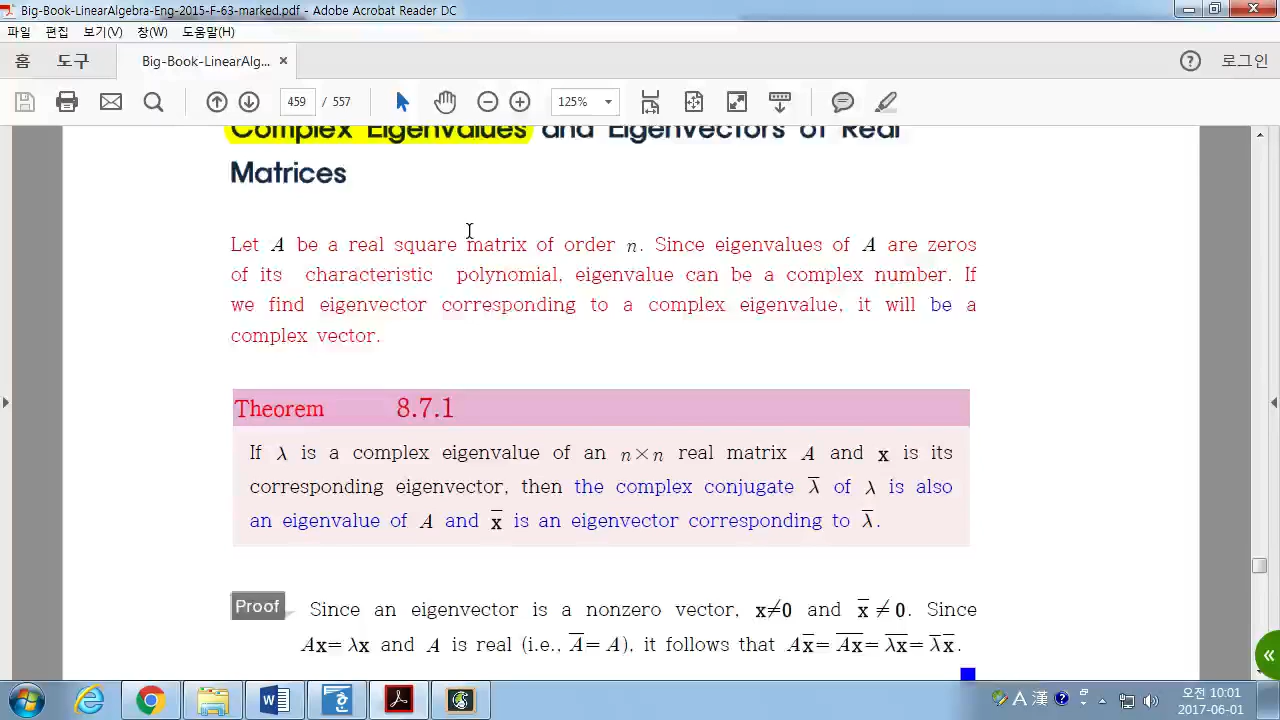 Big-Book-LinearAlgebra-Eng-2015-F-63-marked.pdf - Adobe Acrobat Reader DC
파일 편집 보기(V) 창(W) 도움말(H)
홈 도구 Big-Book-LinearAlg... × 로그인
459 / 557 125%
Complex Eigenvalues and Eigenvectors of Real
Matrices
Let A be a real square matrix of order n. Since eigenvalues of A are zeros
of its characteristic polynomial, eigenvalue can be a complex number. If
we find eigenvector corresponding to a complex eigenvalue, it will be a
complex vector.
Theorem 8.7.1
If λ is a complex eigenvalue of an n×n real matrix A and x is its
corresponding eigenvector, then the complex conjugate λ̅ of λ is also
an eigenvalue of A and x̅ is an eigenvector corresponding to λ̅.
Proof Since an eigenvector is a nonzero vector, x≠0 and x̅ ≠ 0. Since
Ax= λx and A is real (i.e., A̅= A), it follows that Ax̅= A̅x̅= λ̅x̅= λ̅ x̅.
A 漢 오전 10:01
2017-06-01